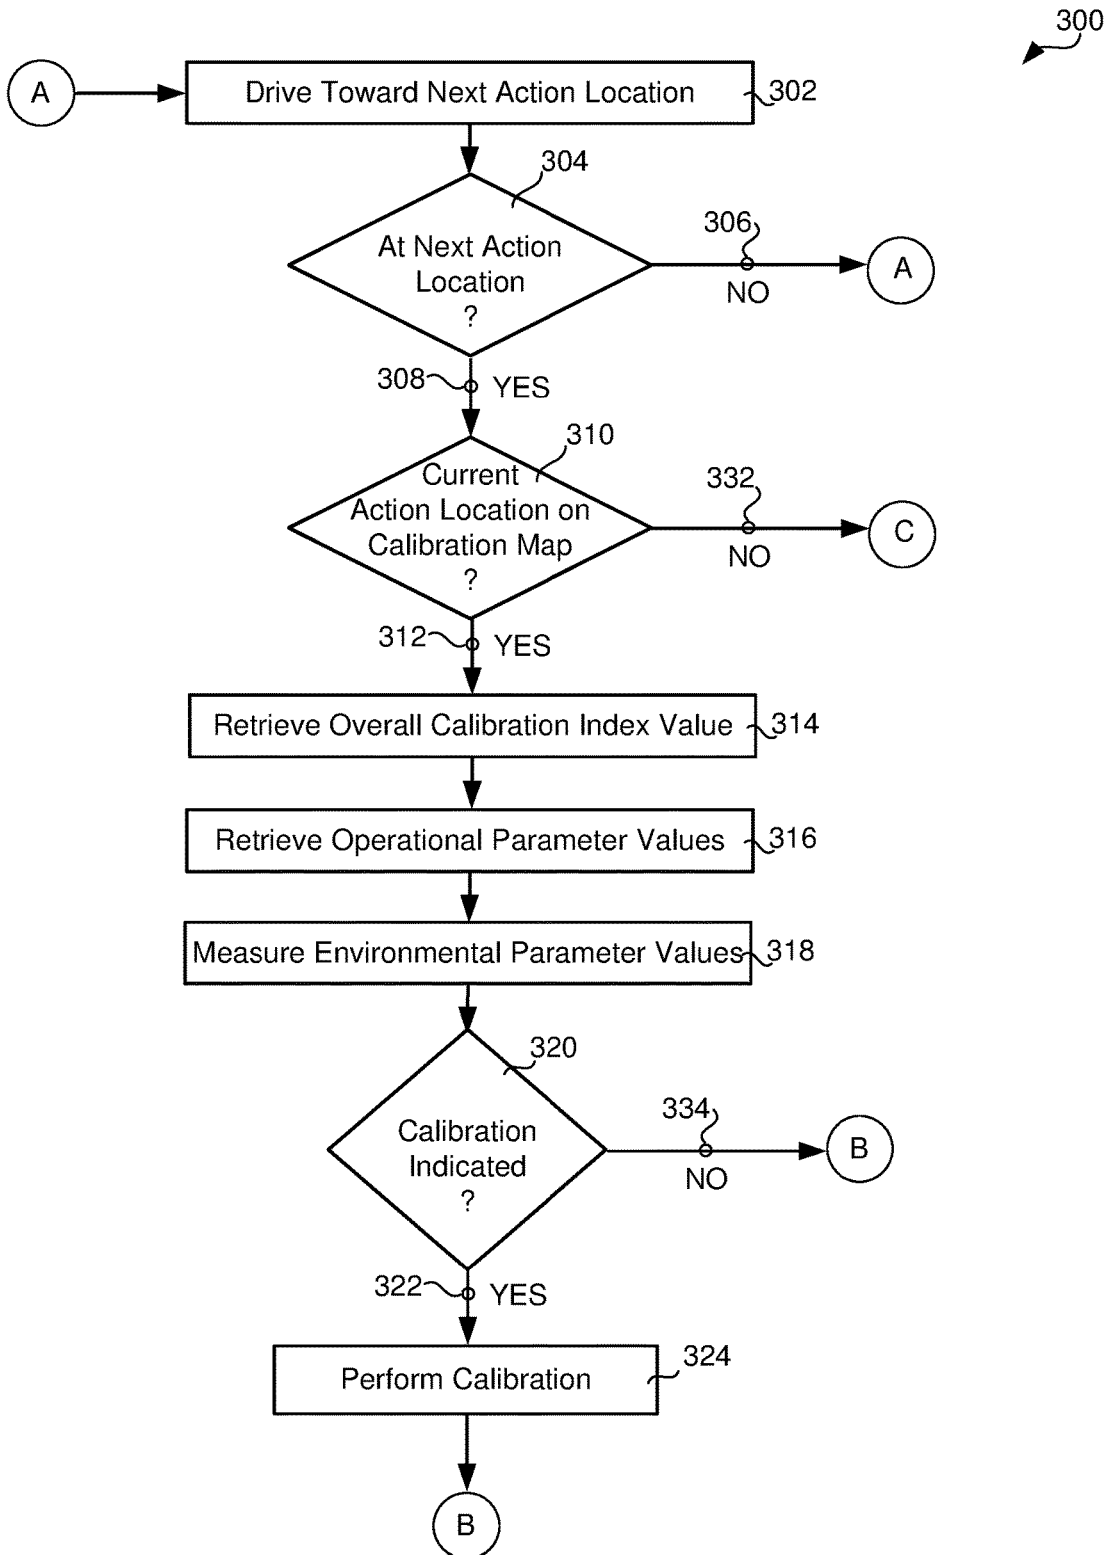 300
A
Drive Toward Next Action Location
302
304
At Next Action
Location
?
306
NO
A
308
YES
310
Current
Action Location on
Calibration Map
?
332
NO
C
312
YES
Retrieve Overall Calibration Index Value
314
Retrieve Operational Parameter Values
316
Measure Environmental Parameter Values
318
320
Calibration
Indicated
?
334
NO
B
322
YES
Perform Calibration
324
B